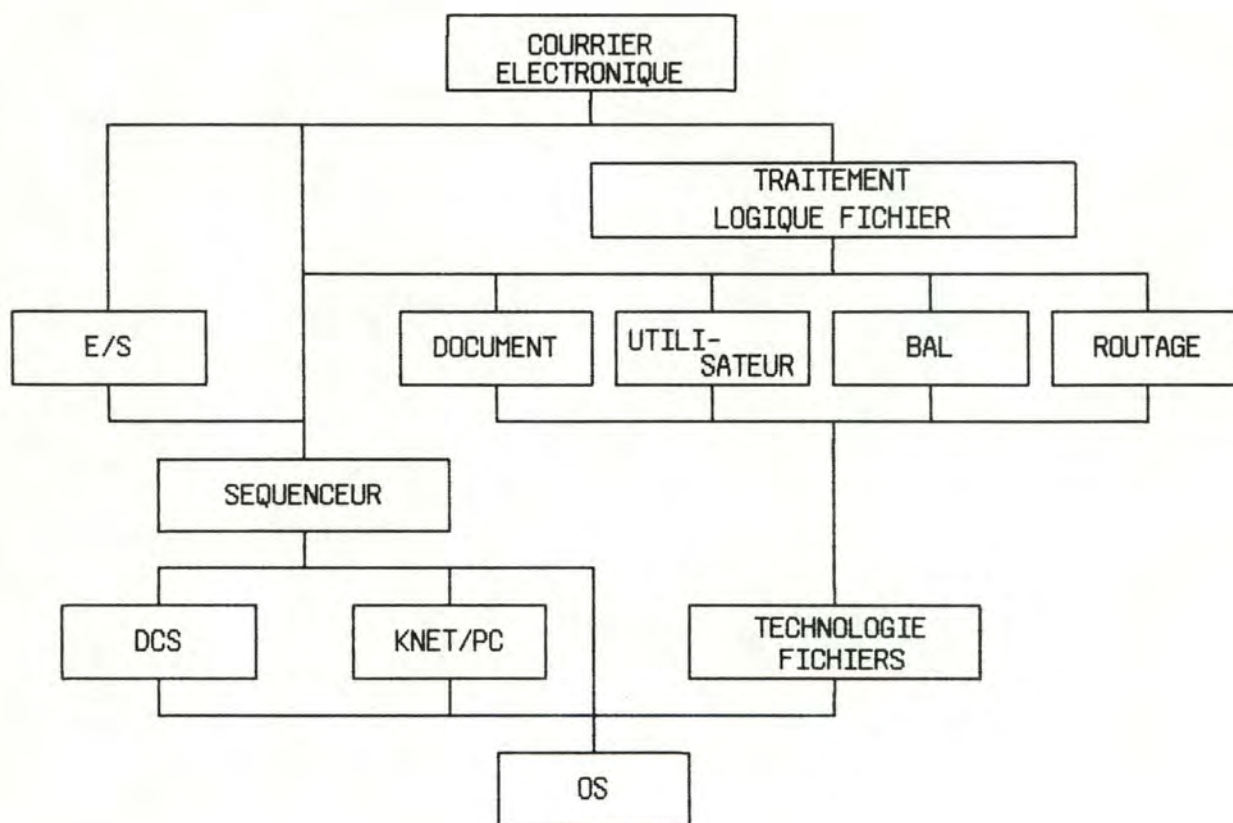 COURRIER
ELECTRONIQUE
TRAITEMENT
LOGIQUE FICHIER
E/S
DOCUMENT
UTILI-
SATEUR
BAL
ROUTAGE
SEQUENCEUR
DCS
KNET/PC
TECHNOLOGIE
FICHIERS
OS